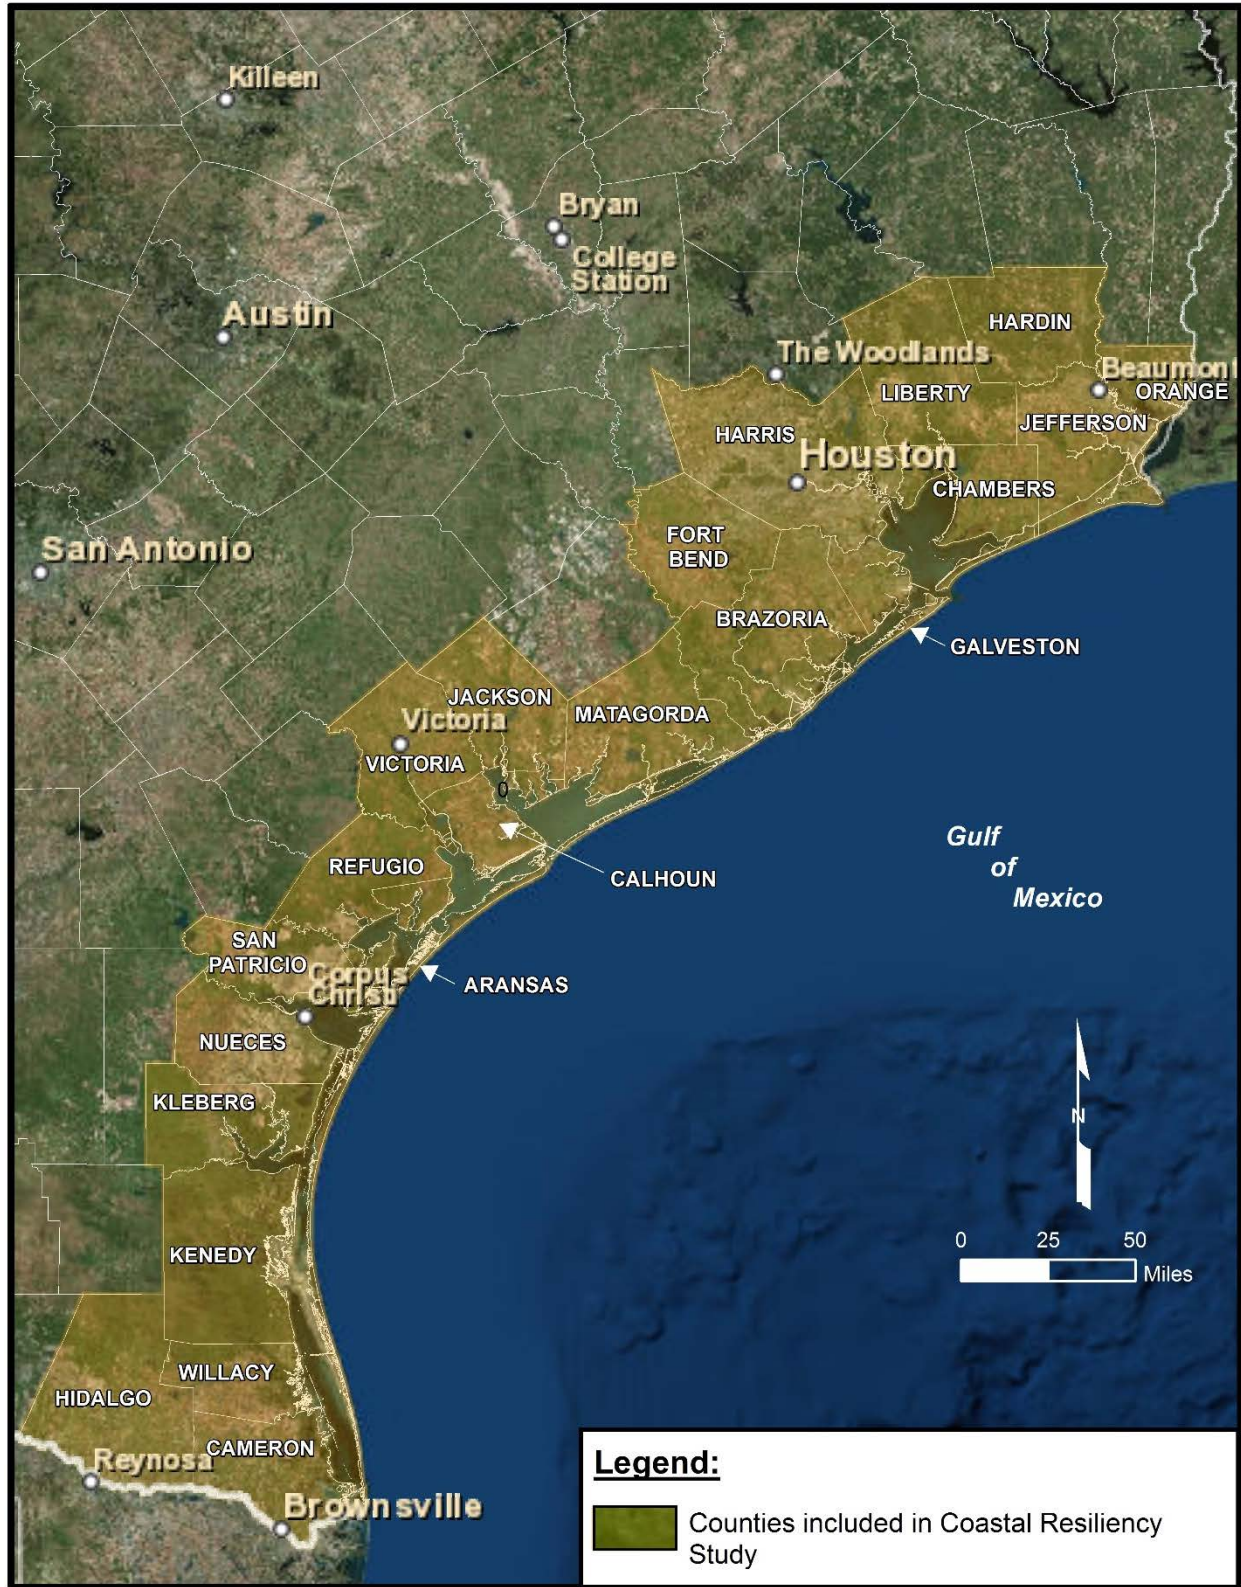 Killeen
Bryan
College
Station
Austin
HARDIN
The Woodlands
Beaumont
LIBERTY
ORANGE
JEFFERSON
HARRIS
Houston
CHAMBERS
FORT
BEND
San Antonio
BRAZORIA
GALVESTON
JACKSON
MATAGORDA
Victoria
VICTORIA
0
Gulf
of
Mexico
REFUGIO
CALHOUN
SAN
PATRICIO
Corpus
Christi
ARANSAS
NUECES
KLEBERG
N
KENEDY
0 25 50
Miles
WILLACY
HIDALGO
CAMERON
Reynosa
Brownsville
Legend:
Counties included in Coastal Resiliency
Study